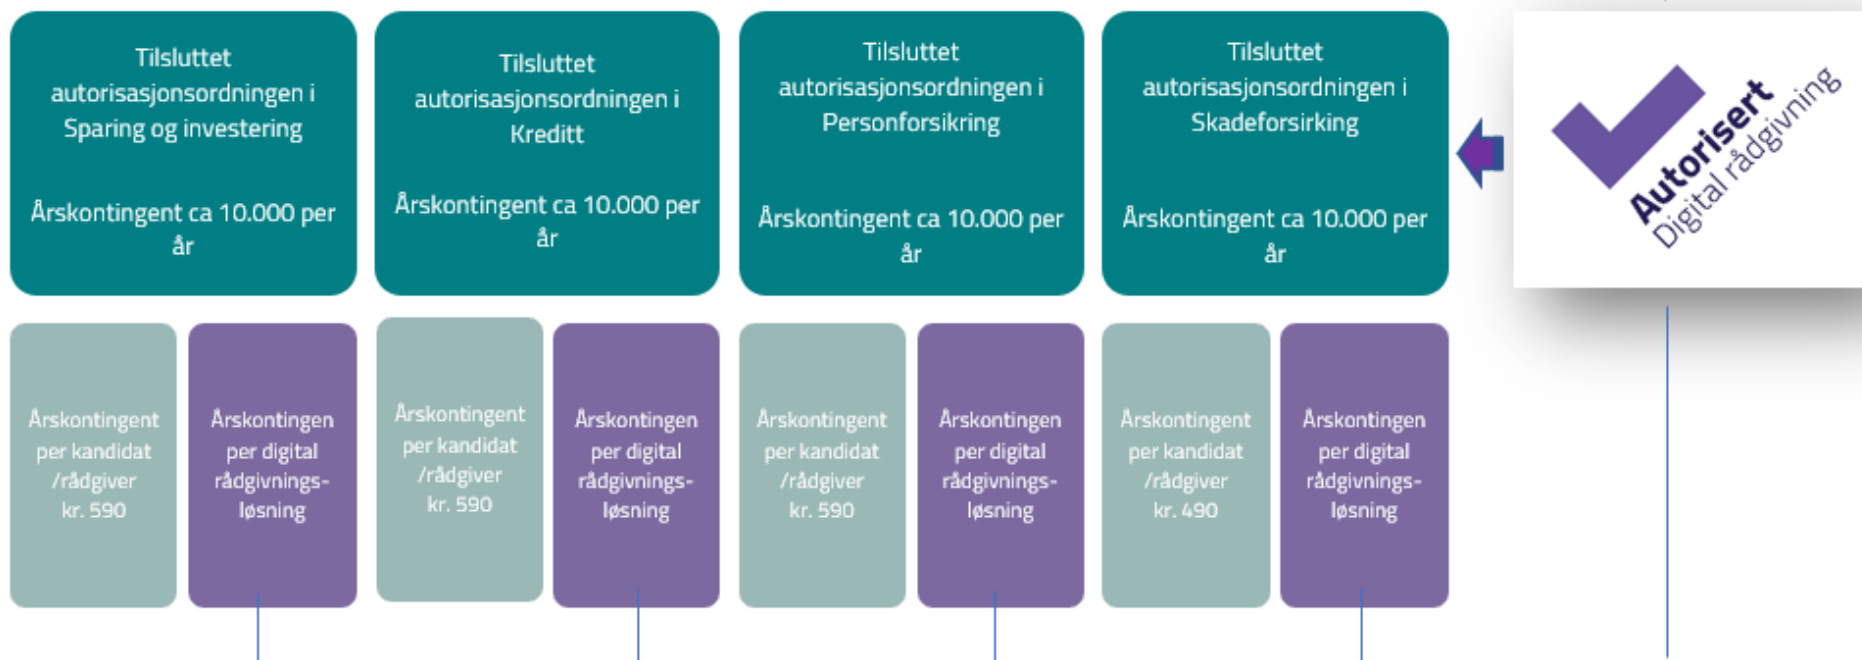 Tilsluttet
autorisasjonsordningen i
Sparing og investering
Årskontingent ca 10.000 per
år
Tilsluttet
autorisasjonsordningen i
Kreditt
Årskontingent ca 10.000 per
år
Tilsluttet
autorisasjonsordningen i
Personforsikring
Årskontingent ca 10.000 per
år
Tilsluttet
autorisasjonsordningen i
Skadeforsirking
Årskontingent ca 10.000 per
år
Autorisert
Digital rådgivning
Årskontingent
per kandidat
/rådgiver
kr. 590
Årskontingen
per digital
rådgivnings-
løsning
Årskontingent
per kandidat
/rådgiver
kr. 590
Årskontingen
per digital
rådgivnings-
løsning
Årskontingent
per kandidat
/rådgiver
kr. 590
Årskontingen
per digital
rådgivnings-
løsning
Årskontingent
per kandidat
/rådgiver
kr. 490
Årskontingen
per digital
rådgivnings-
løsning